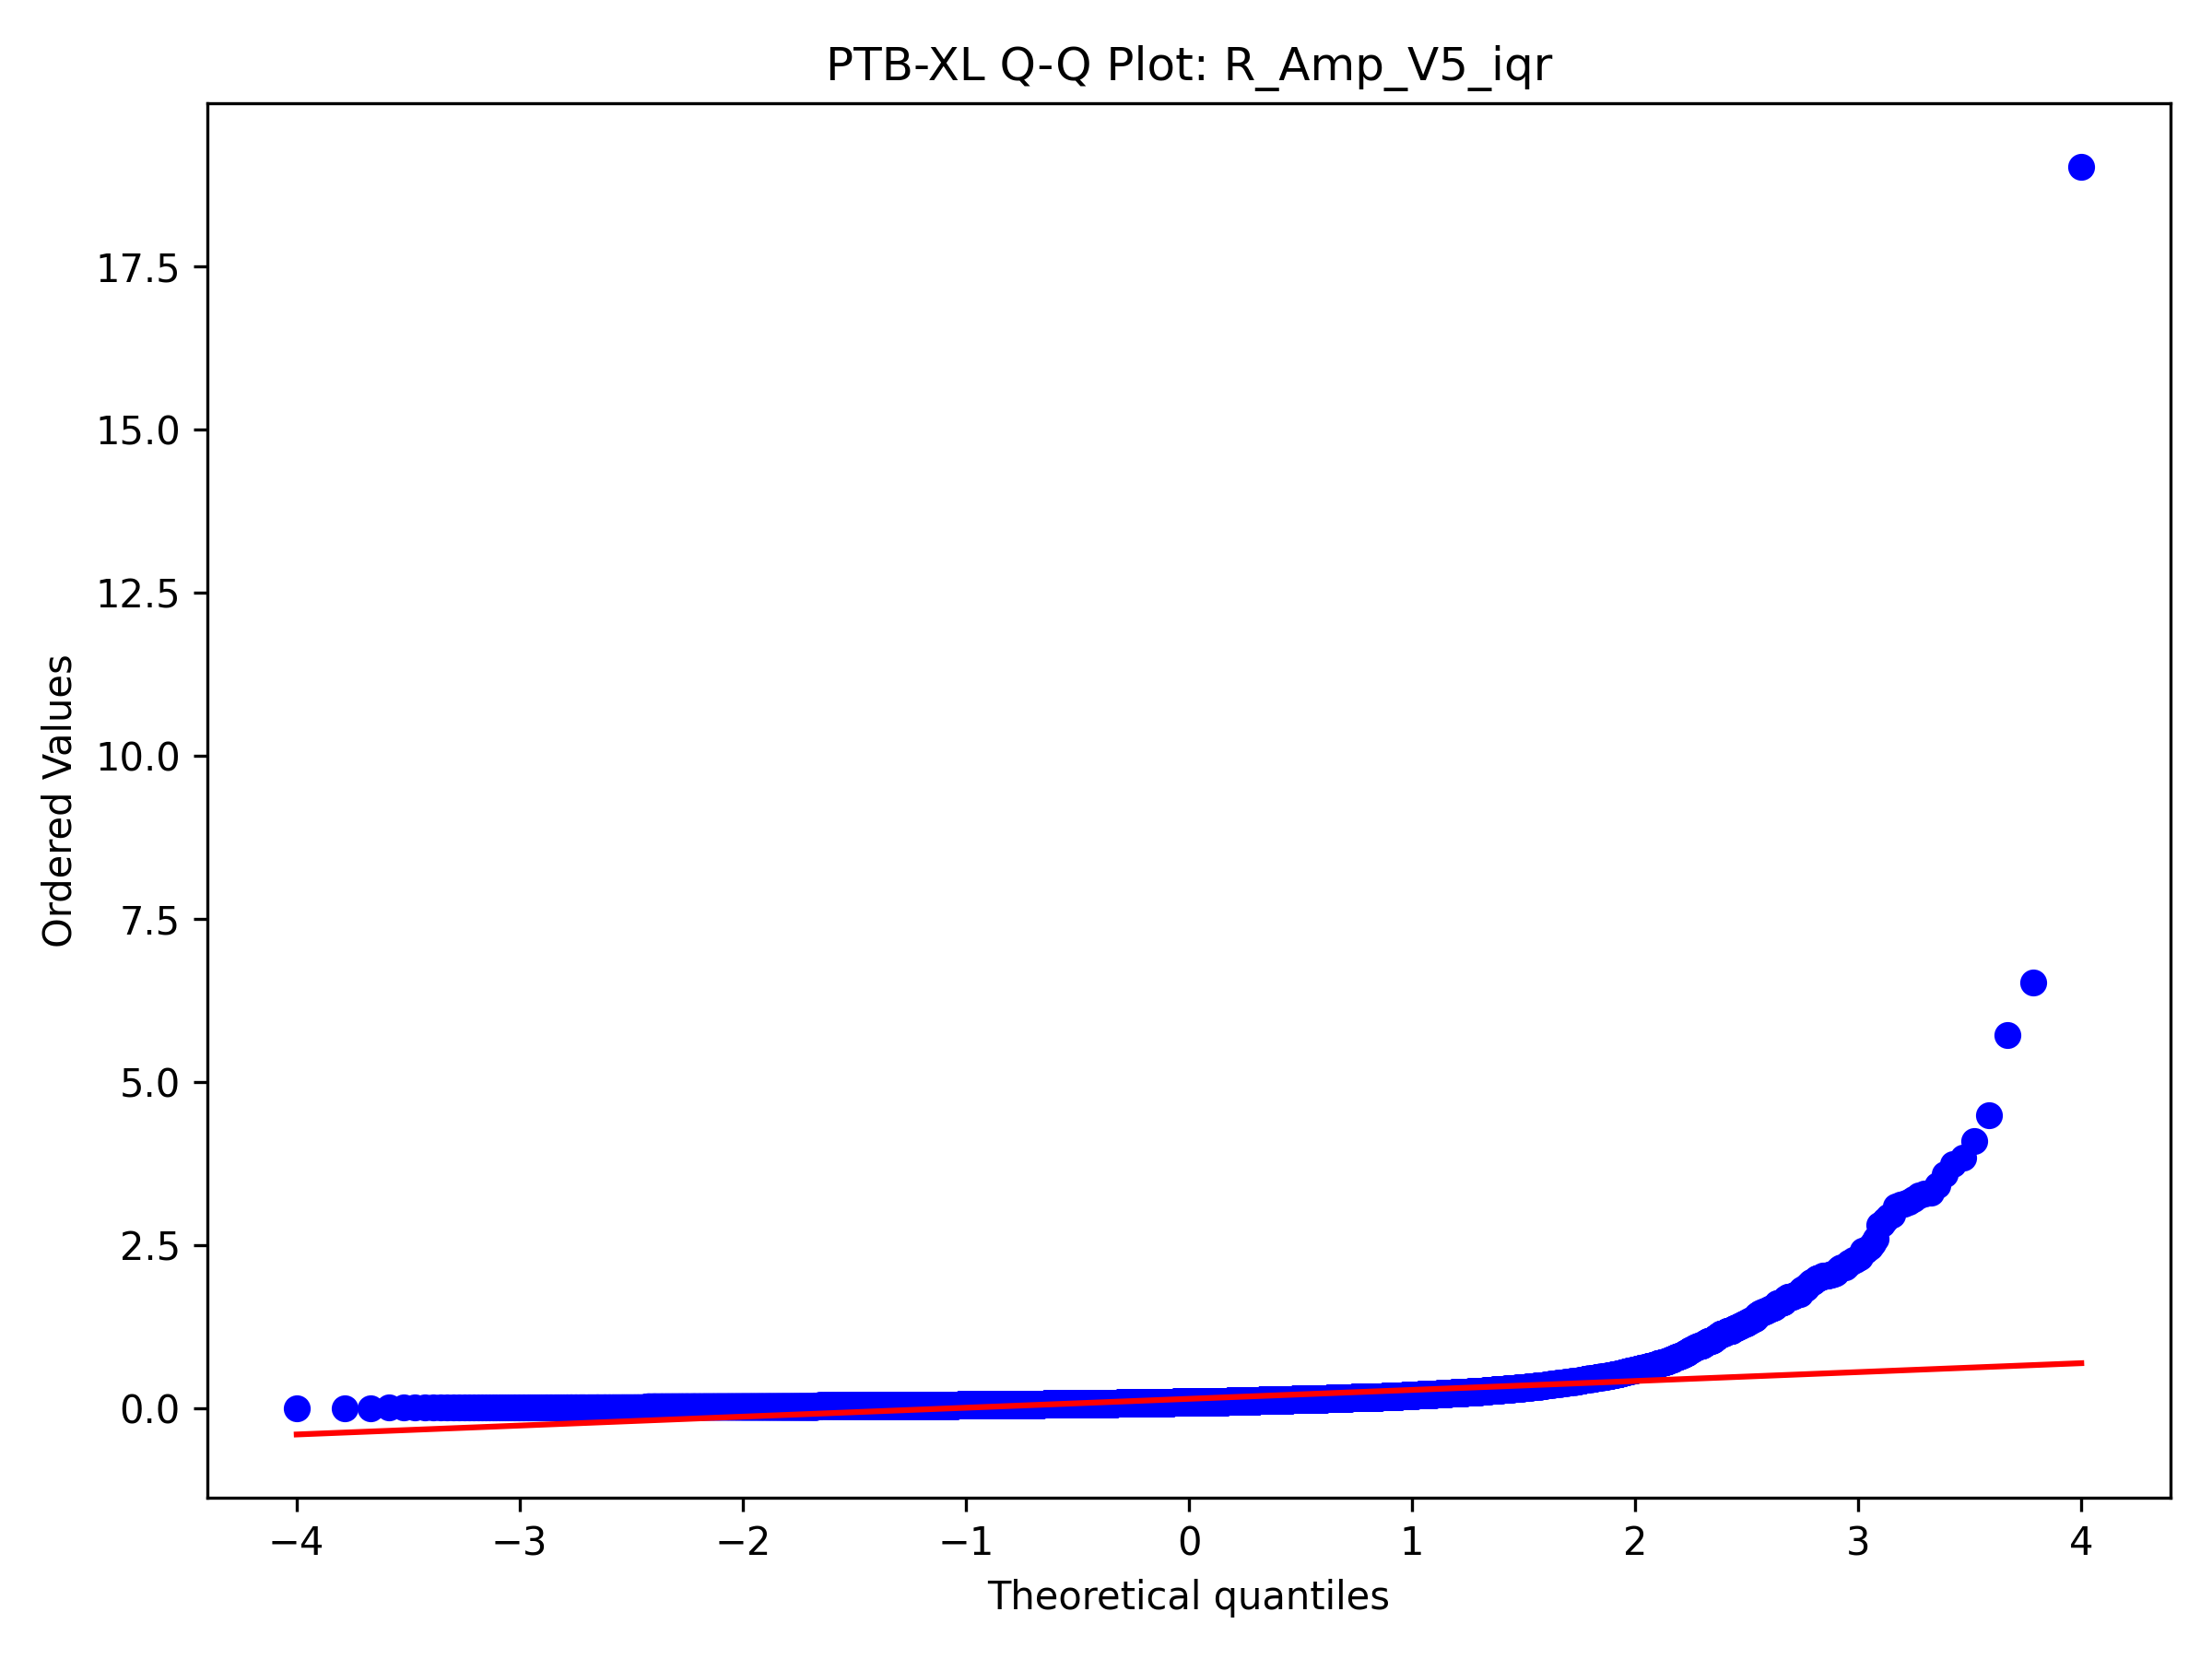 PTB-XL Q-Q Plot: R_Amp_V5_iqr
17.5
15.0
12.5
10.0
7.5
5.0
2.5
0.0
Ordered Values
−4 −3 −2 −1 0 1 2 3 4
Theoretical quantiles